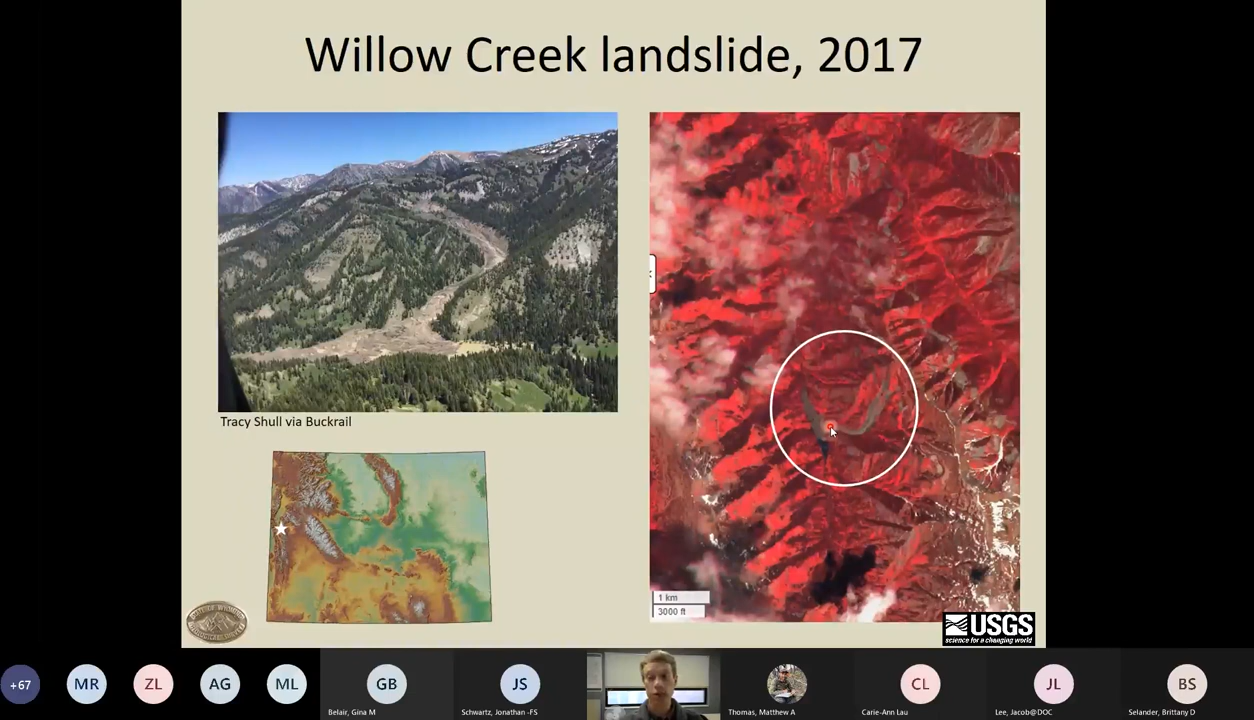 Willow Creek landslide, 2017
Tracy Shull via Buckrail
1 km
3000 ft
USGS
science for a changing world
+67
MR
ZL
AG
ML
GB
Belair, Gina M
JS
Schwartz, Jonathan -FS
Thomas, Matthew A
CL
Carie-Ann Lau
JL
Lee, Jacob@DOC
BS
Selander, Brittany D